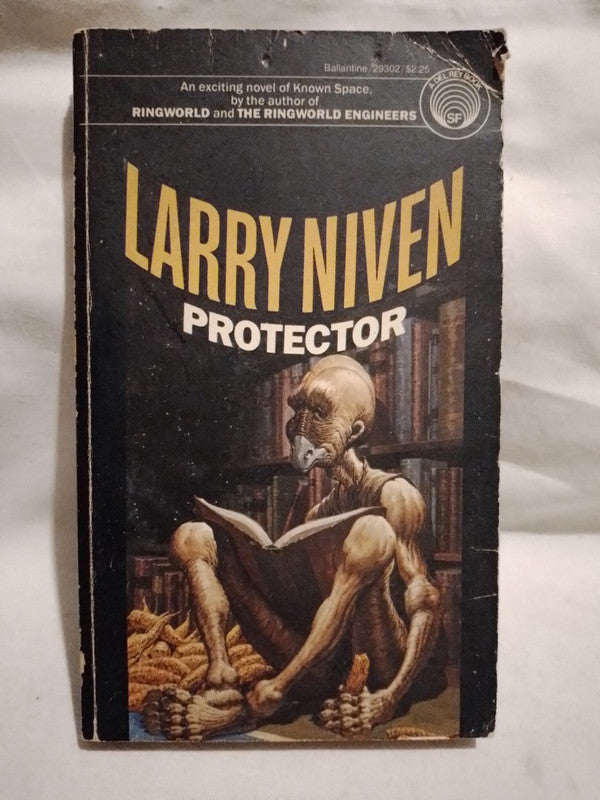 Ballantine/29302/$2.25
An exciting novel of Known Space,
by the author of
RINGWORLD and THE RINGWORLD ENGINEERS
A DEL REY BOOK
SF
LARRY NIVEN
PROTECTOR